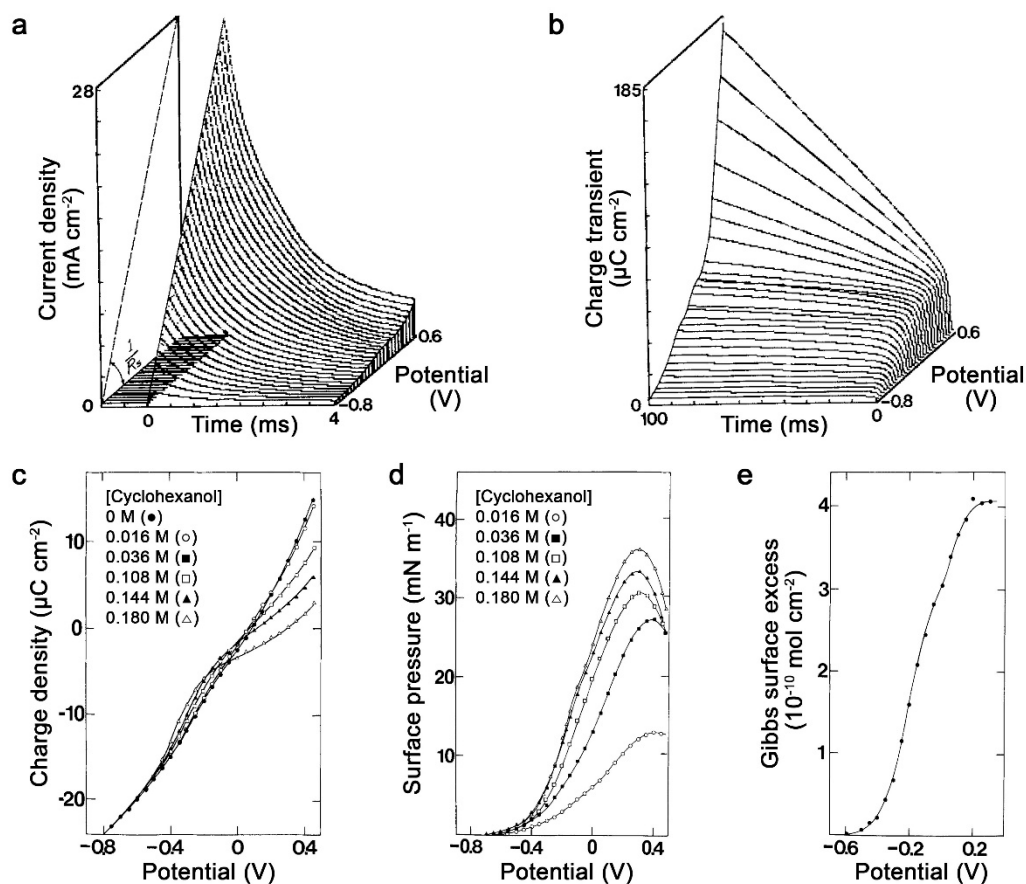 a
28
Current density
(mA cm⁻²)
1/Rₛ
0
0
Time (ms)
4
-0.8
Potential
(V)
0.6
b
185
Charge transient
(µC cm⁻²)
0
100
Time (ms)
0
-0.8
Potential
(V)
0.6
c
[Cyclohexanol]
0 M (●)
0.016 M (○)
0.036 M (■)
0.108 M (□)
0.144 M (▲)
0.180 M (△)
Charge density (µC cm⁻²)
10
0
-10
-20
-0.8 -0.4 0 0.4
Potential (V)
d
[Cyclohexanol]
0.016 M (○)
0.036 M (■)
0.108 M (□)
0.144 M (▲)
0.180 M (△)
Surface pressure (mN m⁻¹)
40
30
20
10
-0.8 -0.4 0 0.4
Potential (V)
e
Gibbs surface excess
(10⁻¹⁰ mol cm⁻²)
4
3
2
1
-0.6 -0.2 0.2
Potential (V)